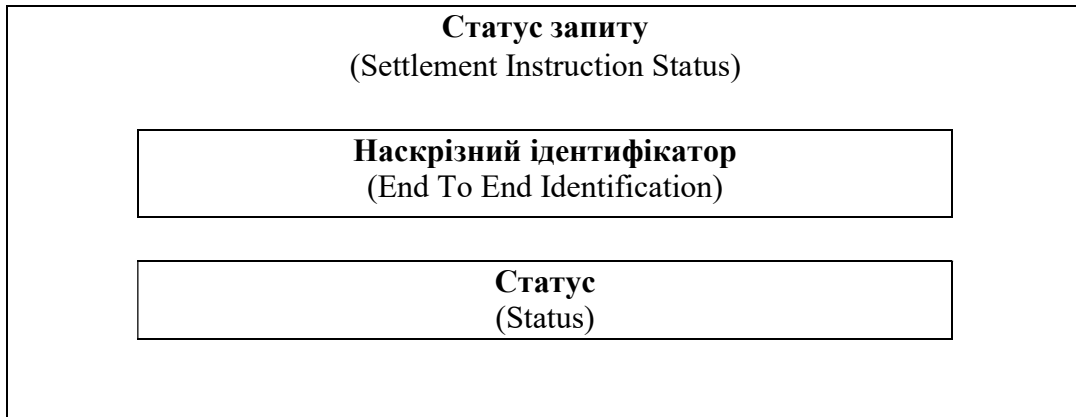 Статус запиту
(Settlement Instruction Status)
Наскрізний ідентифікатор
(End To End Identification)
Статус
(Status)